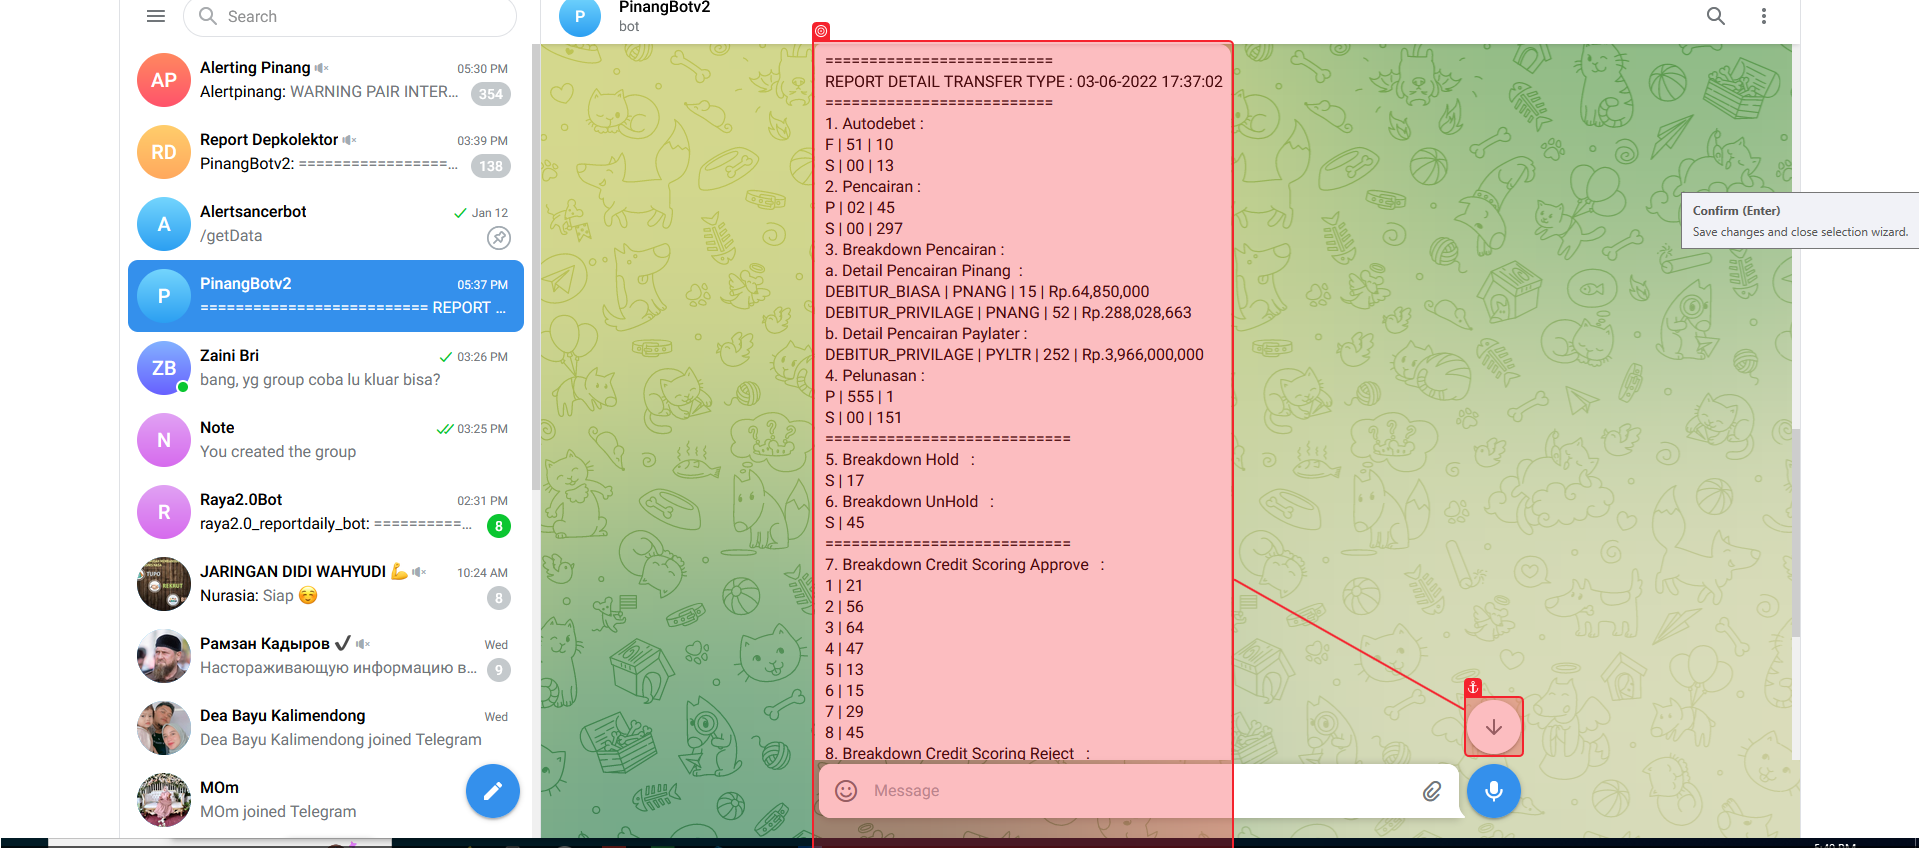 Search
Alerting Pinang
05:30 PM
Alertpinang: WARNING PAIR INTER...
354
Report Depkolektor
03:39 PM
PinangBotv2: =================...
138
Alertsancerbot
Jan 12
/getData
PinangBotv2
05:37 PM
========================== REPORT ...
Zaini Bri
03:26 PM
bang, yg group coba lu kluar bisa?
Note
03:25 PM
You created the group
Raya2.0Bot
02:31 PM
raya2.0_reportdaily_bot: ==========...
8
JARINGAN DIDI WAHYUDI 💪
10:24 AM
Nurasia: Siap ☺️
8
Рамзан Кадыров ✔
Wed
Настораживающую информацию в...
9
Dea Bayu Kalimendong
Wed
Dea Bayu Kalimendong joined Telegram
MOm
MOm joined Telegram
AP
RD
A
P
ZB
N
R
P
PinangBotv2
bot
==========================
REPORT DETAIL TRANSFER TYPE : 03-06-2022 17:37:02
==========================
1. Autodebet :
F | 51 | 10
S | 00 | 13
2. Pencairan :
P | 02 | 45
S | 00 | 297
3. Breakdown Pencairan :
a. Detail Pencairan Pinang :
DEBITUR_BIASA | PNANG | 15 | Rp.64,850,000
DEBITUR_PRIVILAGE | PNANG | 52 | Rp.288,028,663
b. Detail Pencairan Paylater :
DEBITUR_PRIVILAGE | PYLTR | 252 | Rp.3,966,000,000
4. Pelunasan :
P | 555 | 1
S | 00 | 151
============================
5. Breakdown Hold :
S | 17
6. Breakdown UnHold :
S | 45
============================
7. Breakdown Credit Scoring Approve :
1 | 21
2 | 56
3 | 64
4 | 47
5 | 13
6 | 15
7 | 29
8 | 45
8. Breakdown Credit Scoring Reject :
Message
Confirm (Enter)
Save changes and close selection wizard.